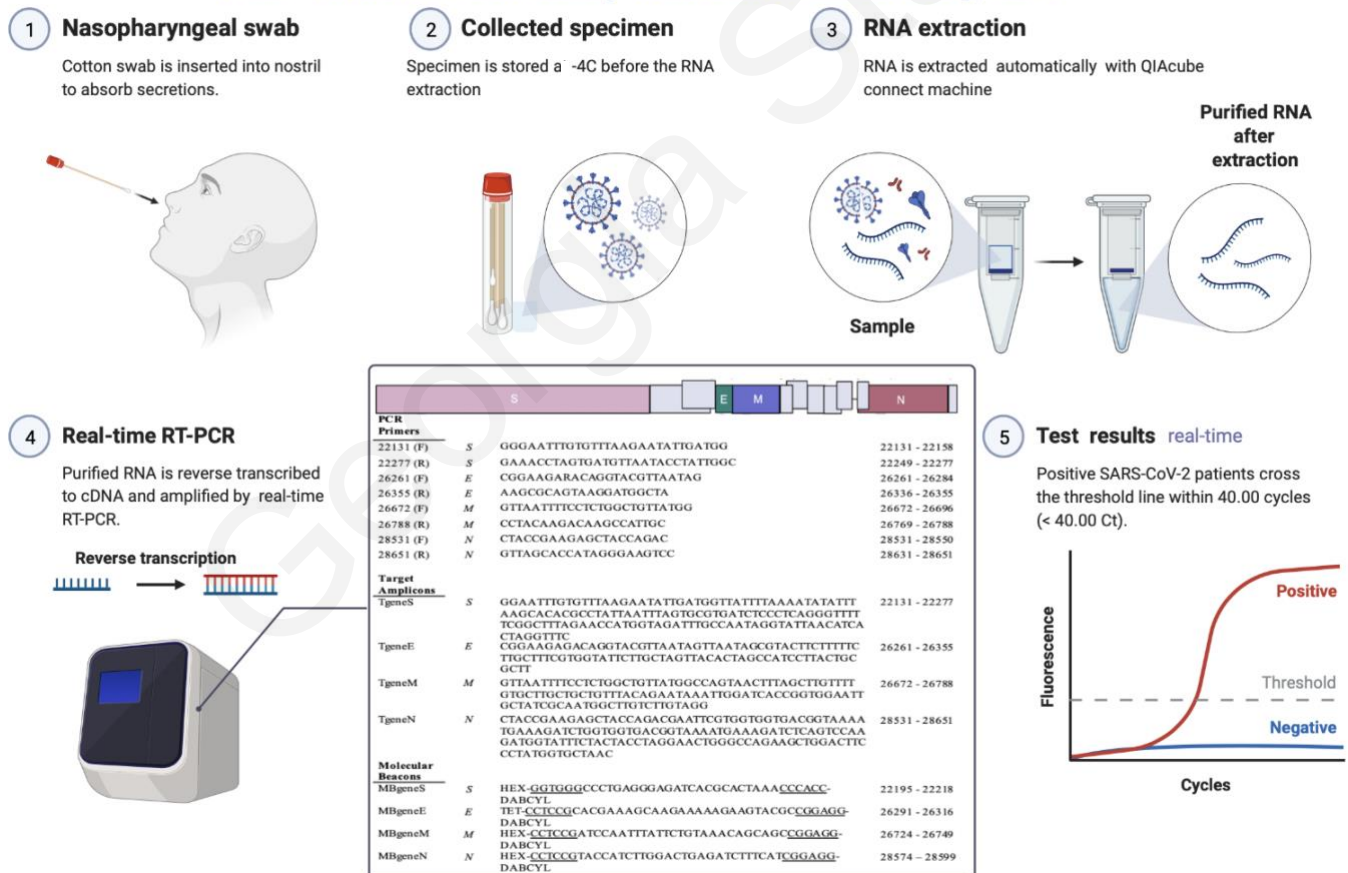 1 Nasopharyngeal swab
Cotton swab is inserted into nostril
to absorb secretions.
2 Collected specimen
Specimen is stored a -4C before the RNA
extraction
3 RNA extraction
RNA is extracted automatically with QIAcube
connect machine
Purified RNA
after
extraction
Sample
4 Real-time RT-PCR
Purified RNA is reverse transcribed
to cDNA and amplified by real-time
RT-PCR.
Reverse transcription
S E M N
PCR
Primers
22131 (F) S GGGAATTTGTGTTTAAGAATATTGATGG 22131 - 22158
22277 (R) S GAAACCTAGTGATGTTAATACCTATTGGC 22249 - 22277
26261 (F) E CGGAAGARACAGGTACGTTAATAG 26261 - 26284
26355 (R) E AAGCGCAGTAAGGATGGCTA 26336 - 26355
26672 (F) M GTTAATTTTCCTCTGGCTGTTATGG 26672 - 26696
26788 (R) M CCTACAAGACAAGCCATTGC 26769 - 26788
28531 (F) N CTACCGAAGAGCTACCAGAC 28531 - 28550
28651 (R) N GTTAGCACCATAGGGAAGTCC 28631 - 28651
Target
Amplicons
TgeneS S GGAATTTGTGTTTAAGAATATTGATGGTTATTTTAAAATATATTT 22131 - 22277
AAGCACACGCCTATTAATTTAGTGCGTGATCTCCCTCAGGGTTTT
TCGGCTTTAGAACCATGGTAGATTTGCCAATAGGTATTAACATCA
CTAGGTTTC
TgeneE E CGGAAGAGACAGGTACGTTAATAGTTAATAGCGTACTTCTTTTTC 26261 - 26355
TTGCTTTCGTGGTATTCTTGCTAGTTACACTAGCCATCCTTACTGC
GCTT
TgeneM M GTTAATTTTCCTCTGGCTGTTATGGCCAGTAACTTTAGCTTGTTTT 26672 - 26788
GTGCTTGCTGCTGTTTACAGAATAAATTGGATCACCGGTGGAATT
GCTATCGCAATGGCTTGTCTTGTAGG
TgeneN N CTACCGAAGAGCTACCAGACGAATTCGTGGTGGTGACGGTAAAA 28531 - 28651
TGAAAGATCTGGTGGTGACGGTAAAATGAAAGATCTCAGTCCAA
GATGGTATTTCTACTACCTAGGAACTGGGCCAGAAGCTGGACTTC
CCTATGGTGCTAAC
Molecular
Beacons
MBgeneS S HEX-GGTGGGCCCTGAGGGAGATCACGCACTAAACCCACC- 22195 - 22218
DABCYL
MBgeneE E TET-CCTCCGCACGAAAGCAAGAAAAAGAAGTACGCCGGAGG- 26291 - 26316
DABCYL
MBgeneM M HEX-CCTCCGATCCAATTTATTCTGTAAACAGCAGCCGGAGG- 26724 - 26749
DABCYL
MBgeneN N HEX-CCTCCGTACCATCTTGGACTGAGATCTTTCATCGGAGG- 28574 – 28599
DABCYL
5 Test results real-time
Positive SARS-CoV-2 patients cross
the threshold line within 40.00 cycles
(< 40.00 Ct).
Fluorescence
Positive
Threshold
Negative
Cycles
Georgia